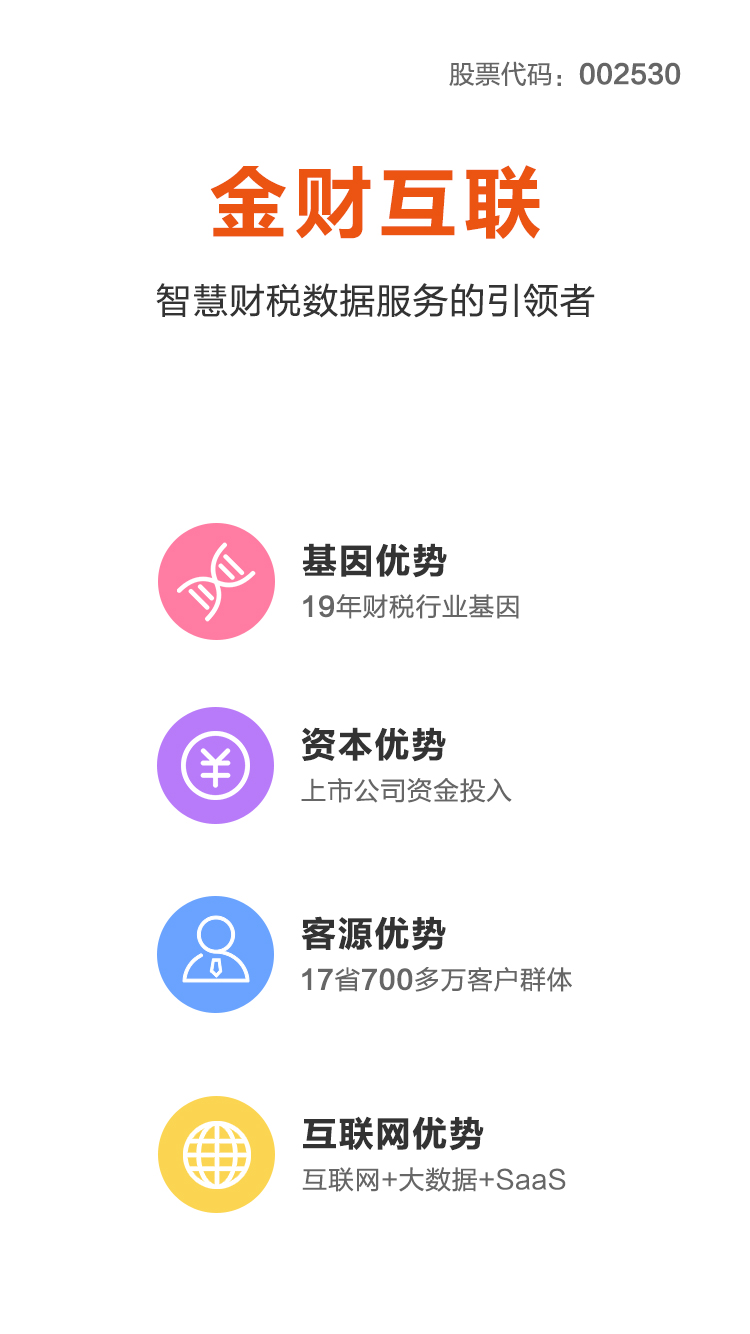 股票代码：002530
金财互联
智慧财税数据服务的引领者
基因优势
19年财税行业基因
资本优势
上市公司资金投入
客源优势
17省700多万客户群体
互联网优势
互联网+大数据+SaaS